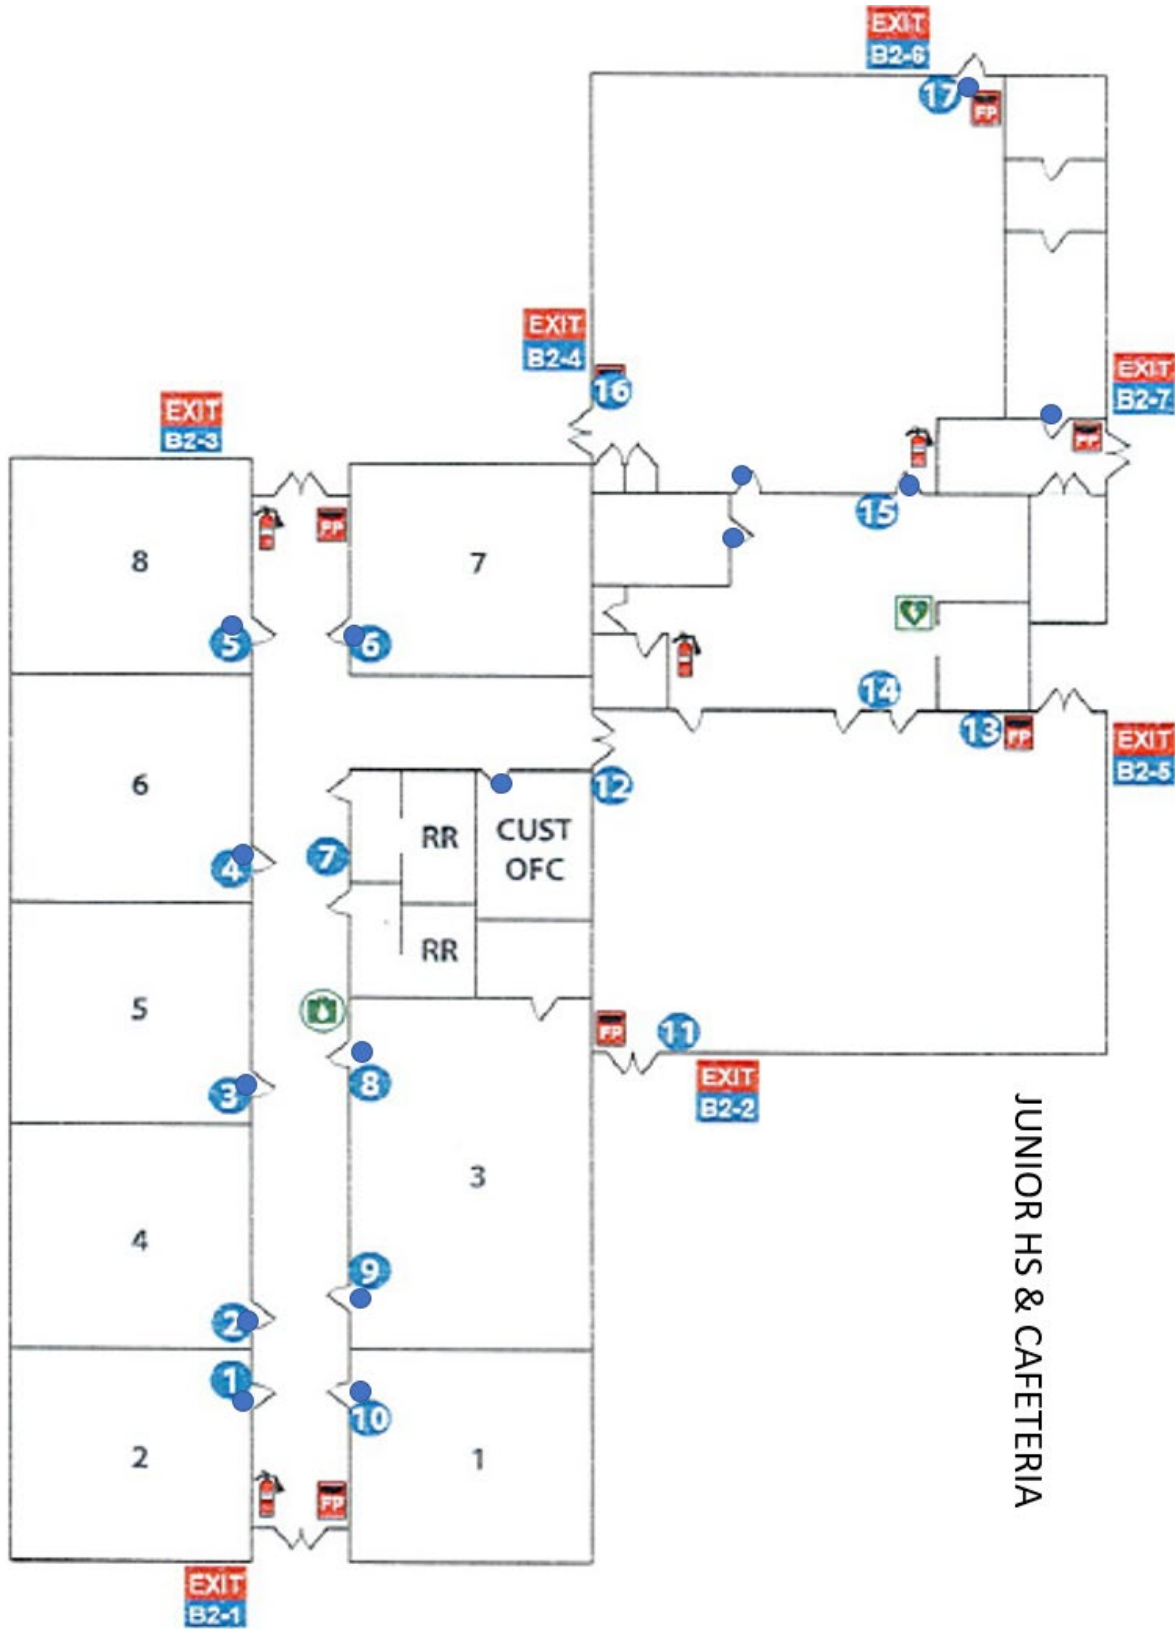 EXIT
B2-6
17
FP
EXIT
B2-4
16
EXIT
B2-7
FP
EXIT
B2-3
FP
8
7
15
5
6
14
13
FP
EXIT
B2-5
6
12
RR
CUST
OFC
7
4
RR
5
FP
11
8
3
EXIT
B2-2
JUNIOR HS & CAFETERIA
3
4
9
2
1
10
2
1
FP
EXIT
B2-1